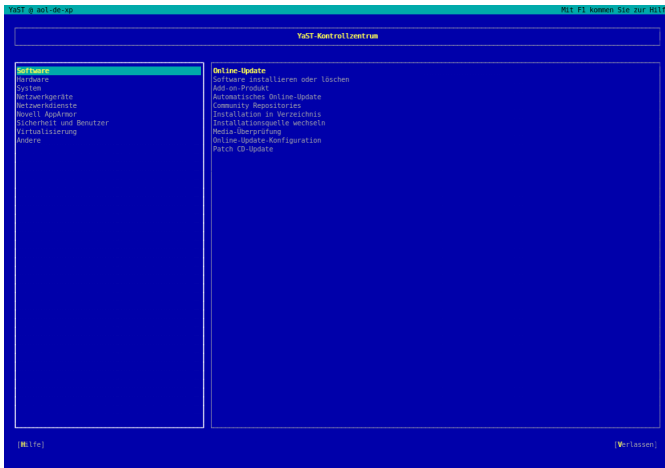 YaST @ aol-de-xp Mit F1 kommen Sie zur Hilf
YaST-Kontrollzentrum
Software
Hardware
System
Netzwerkgeräte
Netzwerkdienste
Novell AppArmor
Sicherheit und Benutzer
Virtualisierung
Andere
Online-Update
Software installieren oder löschen
Add-on-Produkt
Automatisches Online-Update
Community Repositories
Installation in Verzeichnis
Installationsquelle wechseln
Media-Überprüfung
Online-Update-Konfiguration
Patch CD-Update
[Hilfe] [Verlassen]